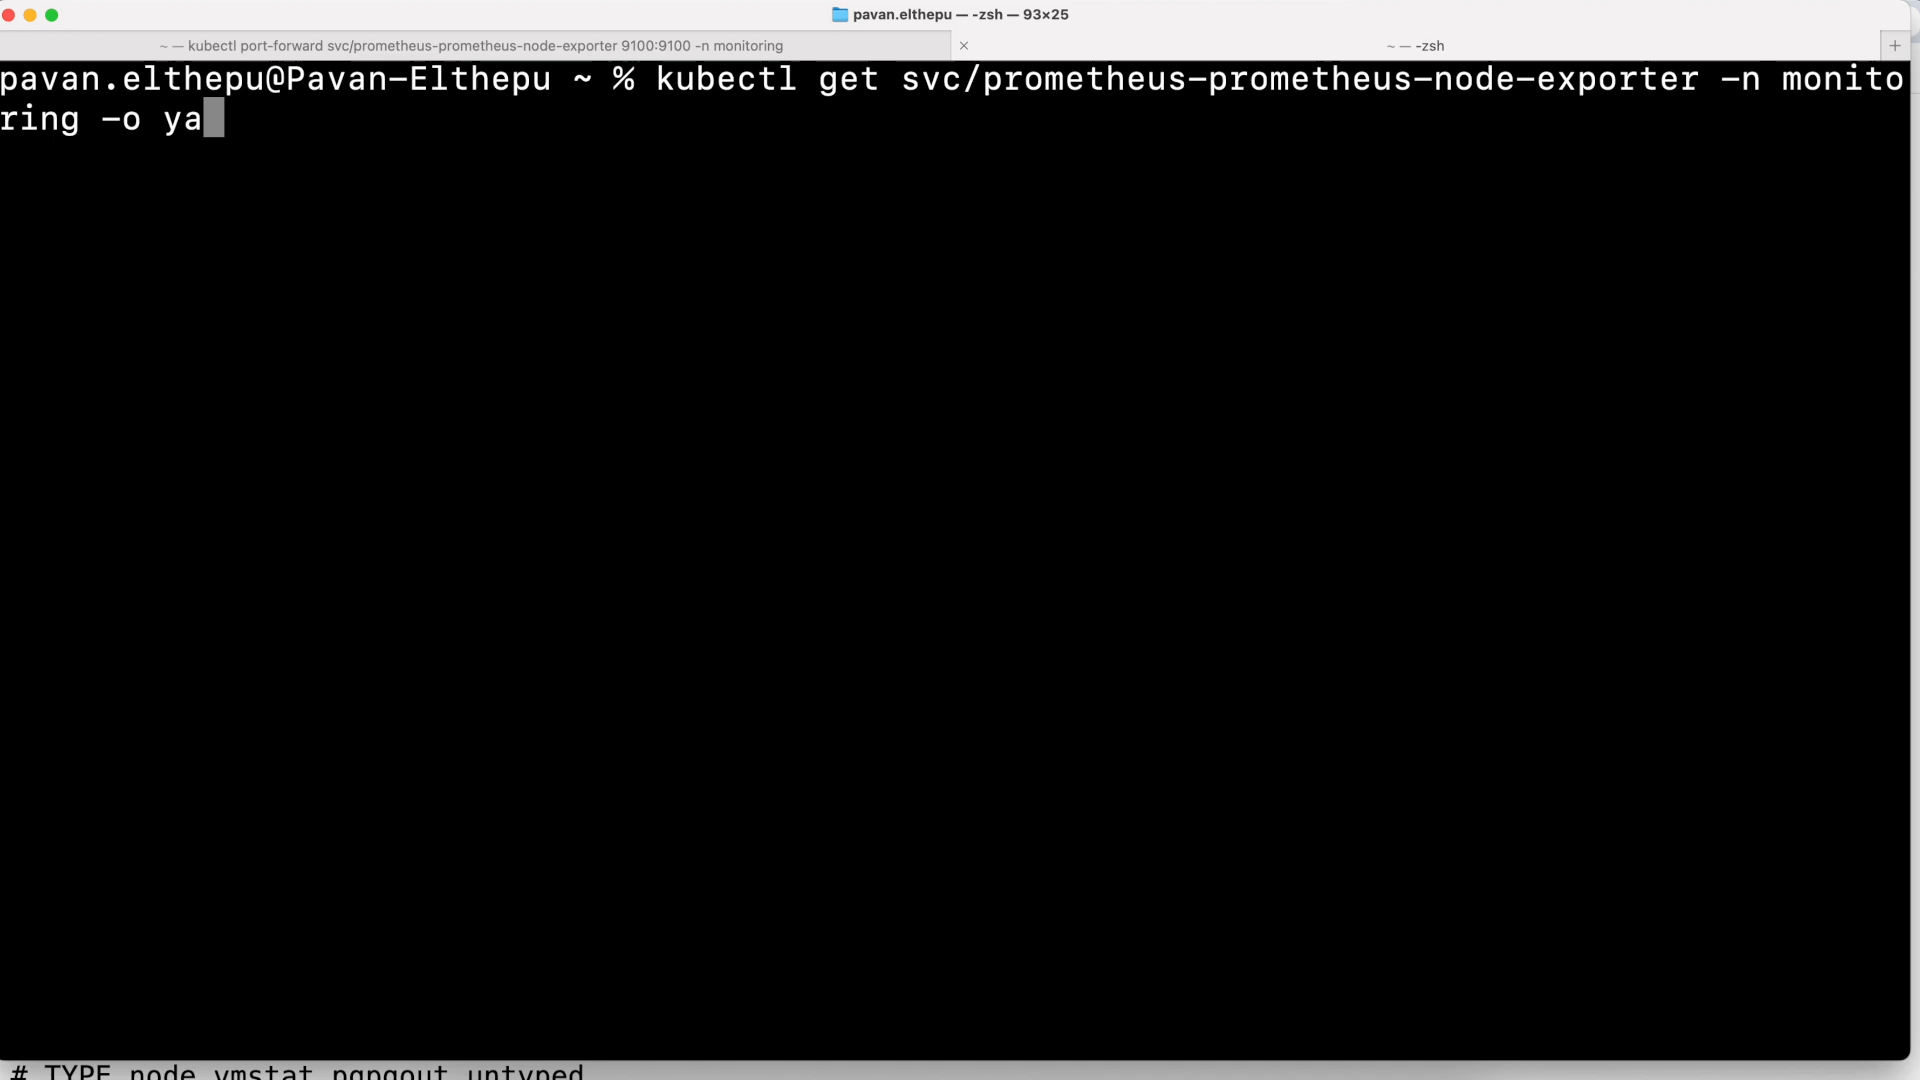 pavan.elthepu — -zsh — 93×25
~ — kubectl port-forward svc/prometheus-prometheus-node-exporter 9100:9100 -n monitoring
~ — -zsh
pavan.elthepu@Pavan-Elthepu ~ % kubectl get svc/prometheus-prometheus-node-exporter -n monito
ring -o ya
# TYPE node_vmstat_pgpgout untyped